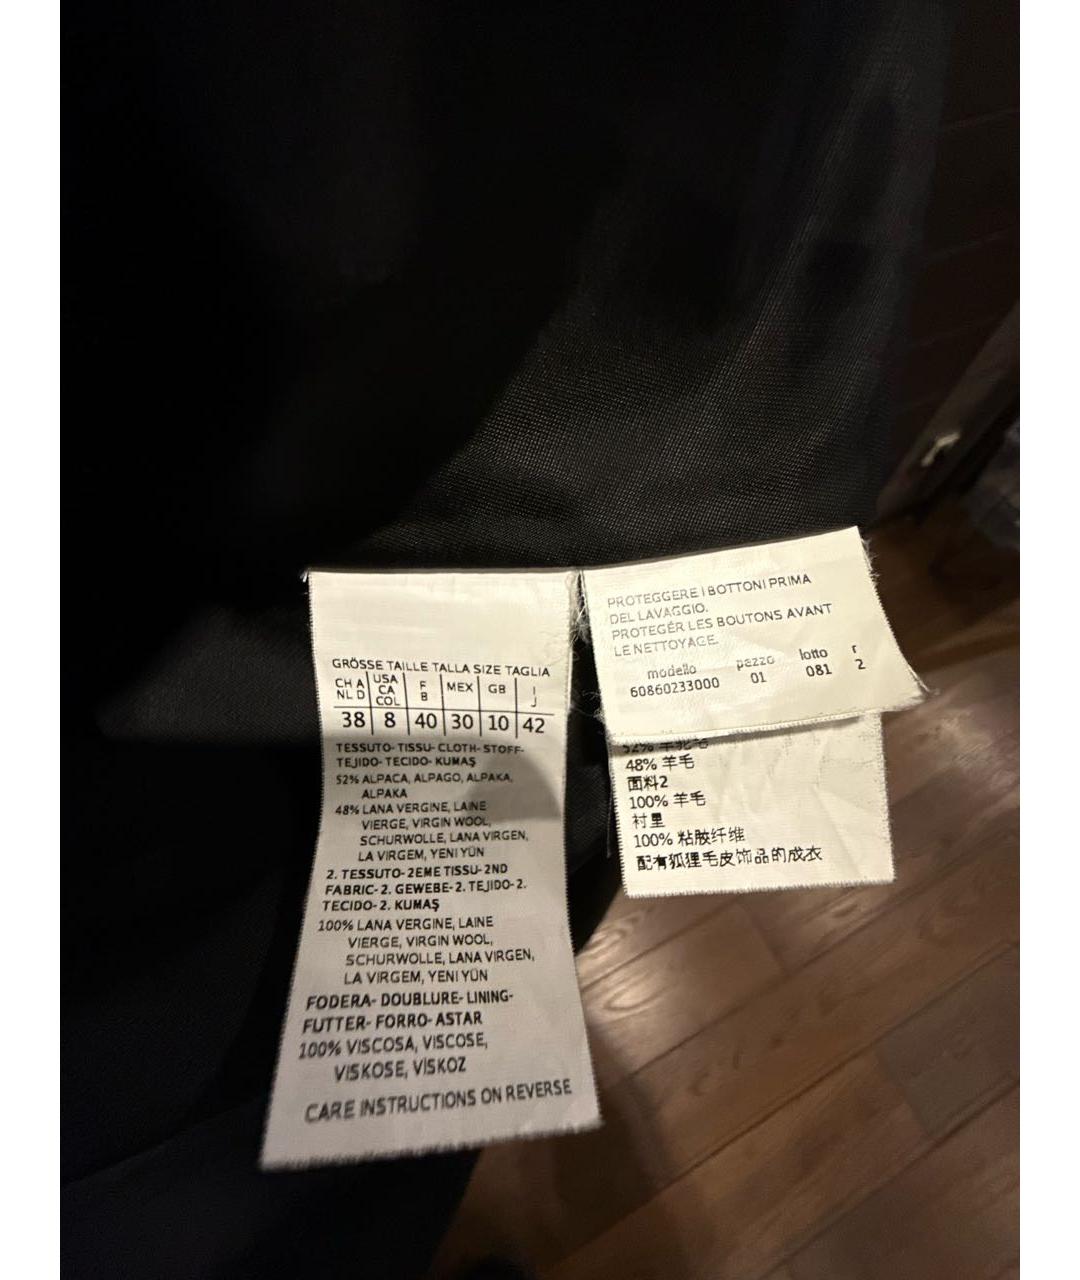 GRÖSSE TAILLE TALLA SIZE TAGLIA
CH A NL D USA CA COL F B MEX GB I J
38 8 40 30 10 42
TESSUTO-TISSU-CLOTH-STOFF-
TEJIDO-TECIDO-KUMAŞ
52% ALPACA, ALPAGO, ALPAKA,
ALPAKA
48% LANA VERGINE, LAINE
VIERGE, VIRGIN WOOL,
SCHURWOLLE, LANA VIRGEN,
LA VIRGEM, YENI YÜN
2. TESSUTO-2EME TISSU-2ND
FABRIC-2. GEWEBE-2. TEJIDO-2.
TECIDO-2. KUMAŞ
100% LANA VERGINE, LAINE
VIERGE, VIRGIN WOOL,
SCHURWOLLE, LANA VIRGEN,
LA VIRGEM, YENI YÜN
FODERA-DOUBLURE-LINING-
FUTTER-FORRO-ASTAR
100% VISCOSA, VISCOSE,
VISKOSE, VİSKOZ
CARE INSTRUCTIONS ON REVERSE
PROTEGGERE I BOTTONI PRIMA
DEL LAVAGGIO.
PROTEGÉR LES BOUTONS AVANT
LE NETTOYAGE.
modello pezzo lotto r
60860233000 01 081 2
52% 羊驼毛
48% 羊毛
面料2
100% 羊毛
衬里
100% 粘胶纤维
配有狐狸毛皮饰品的成衣